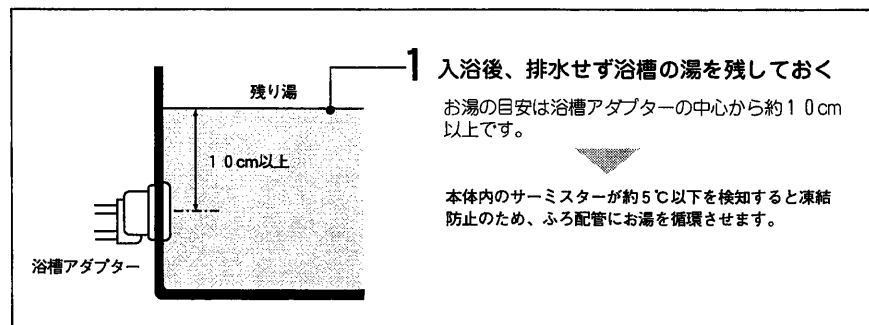 1 入浴後、排水せず浴槽の湯を残しておく
お湯の目安は浴槽アダプターの中心から約10cm
以上です。
本体内のサーミスターが約5℃以下を検知すると凍結
防止のため、ふろ配管にお湯を循環させます。
残り湯
10cm以上
浴槽アダプター